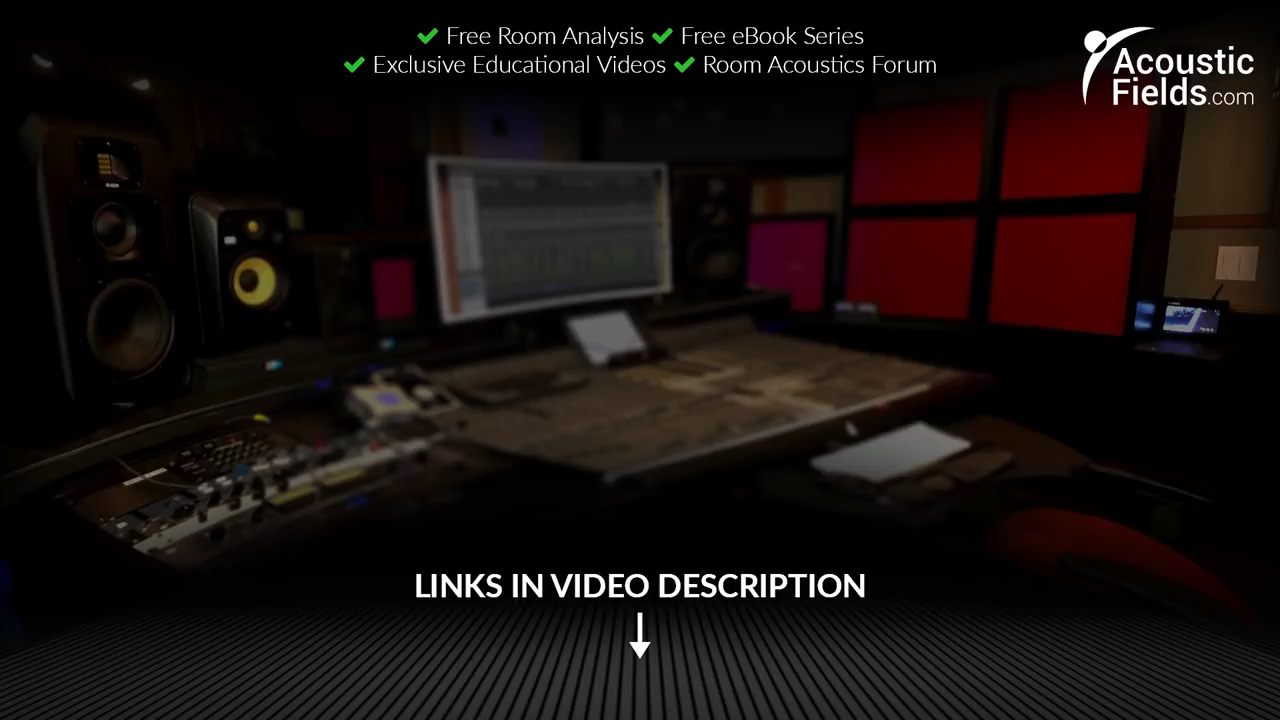 ✔ Free Room Analysis ✔ Free eBook Series
✔ Exclusive Educational Videos ✔ Room Acoustics Forum
Acoustic
Fields.com
LINKS IN VIDEO DESCRIPTION